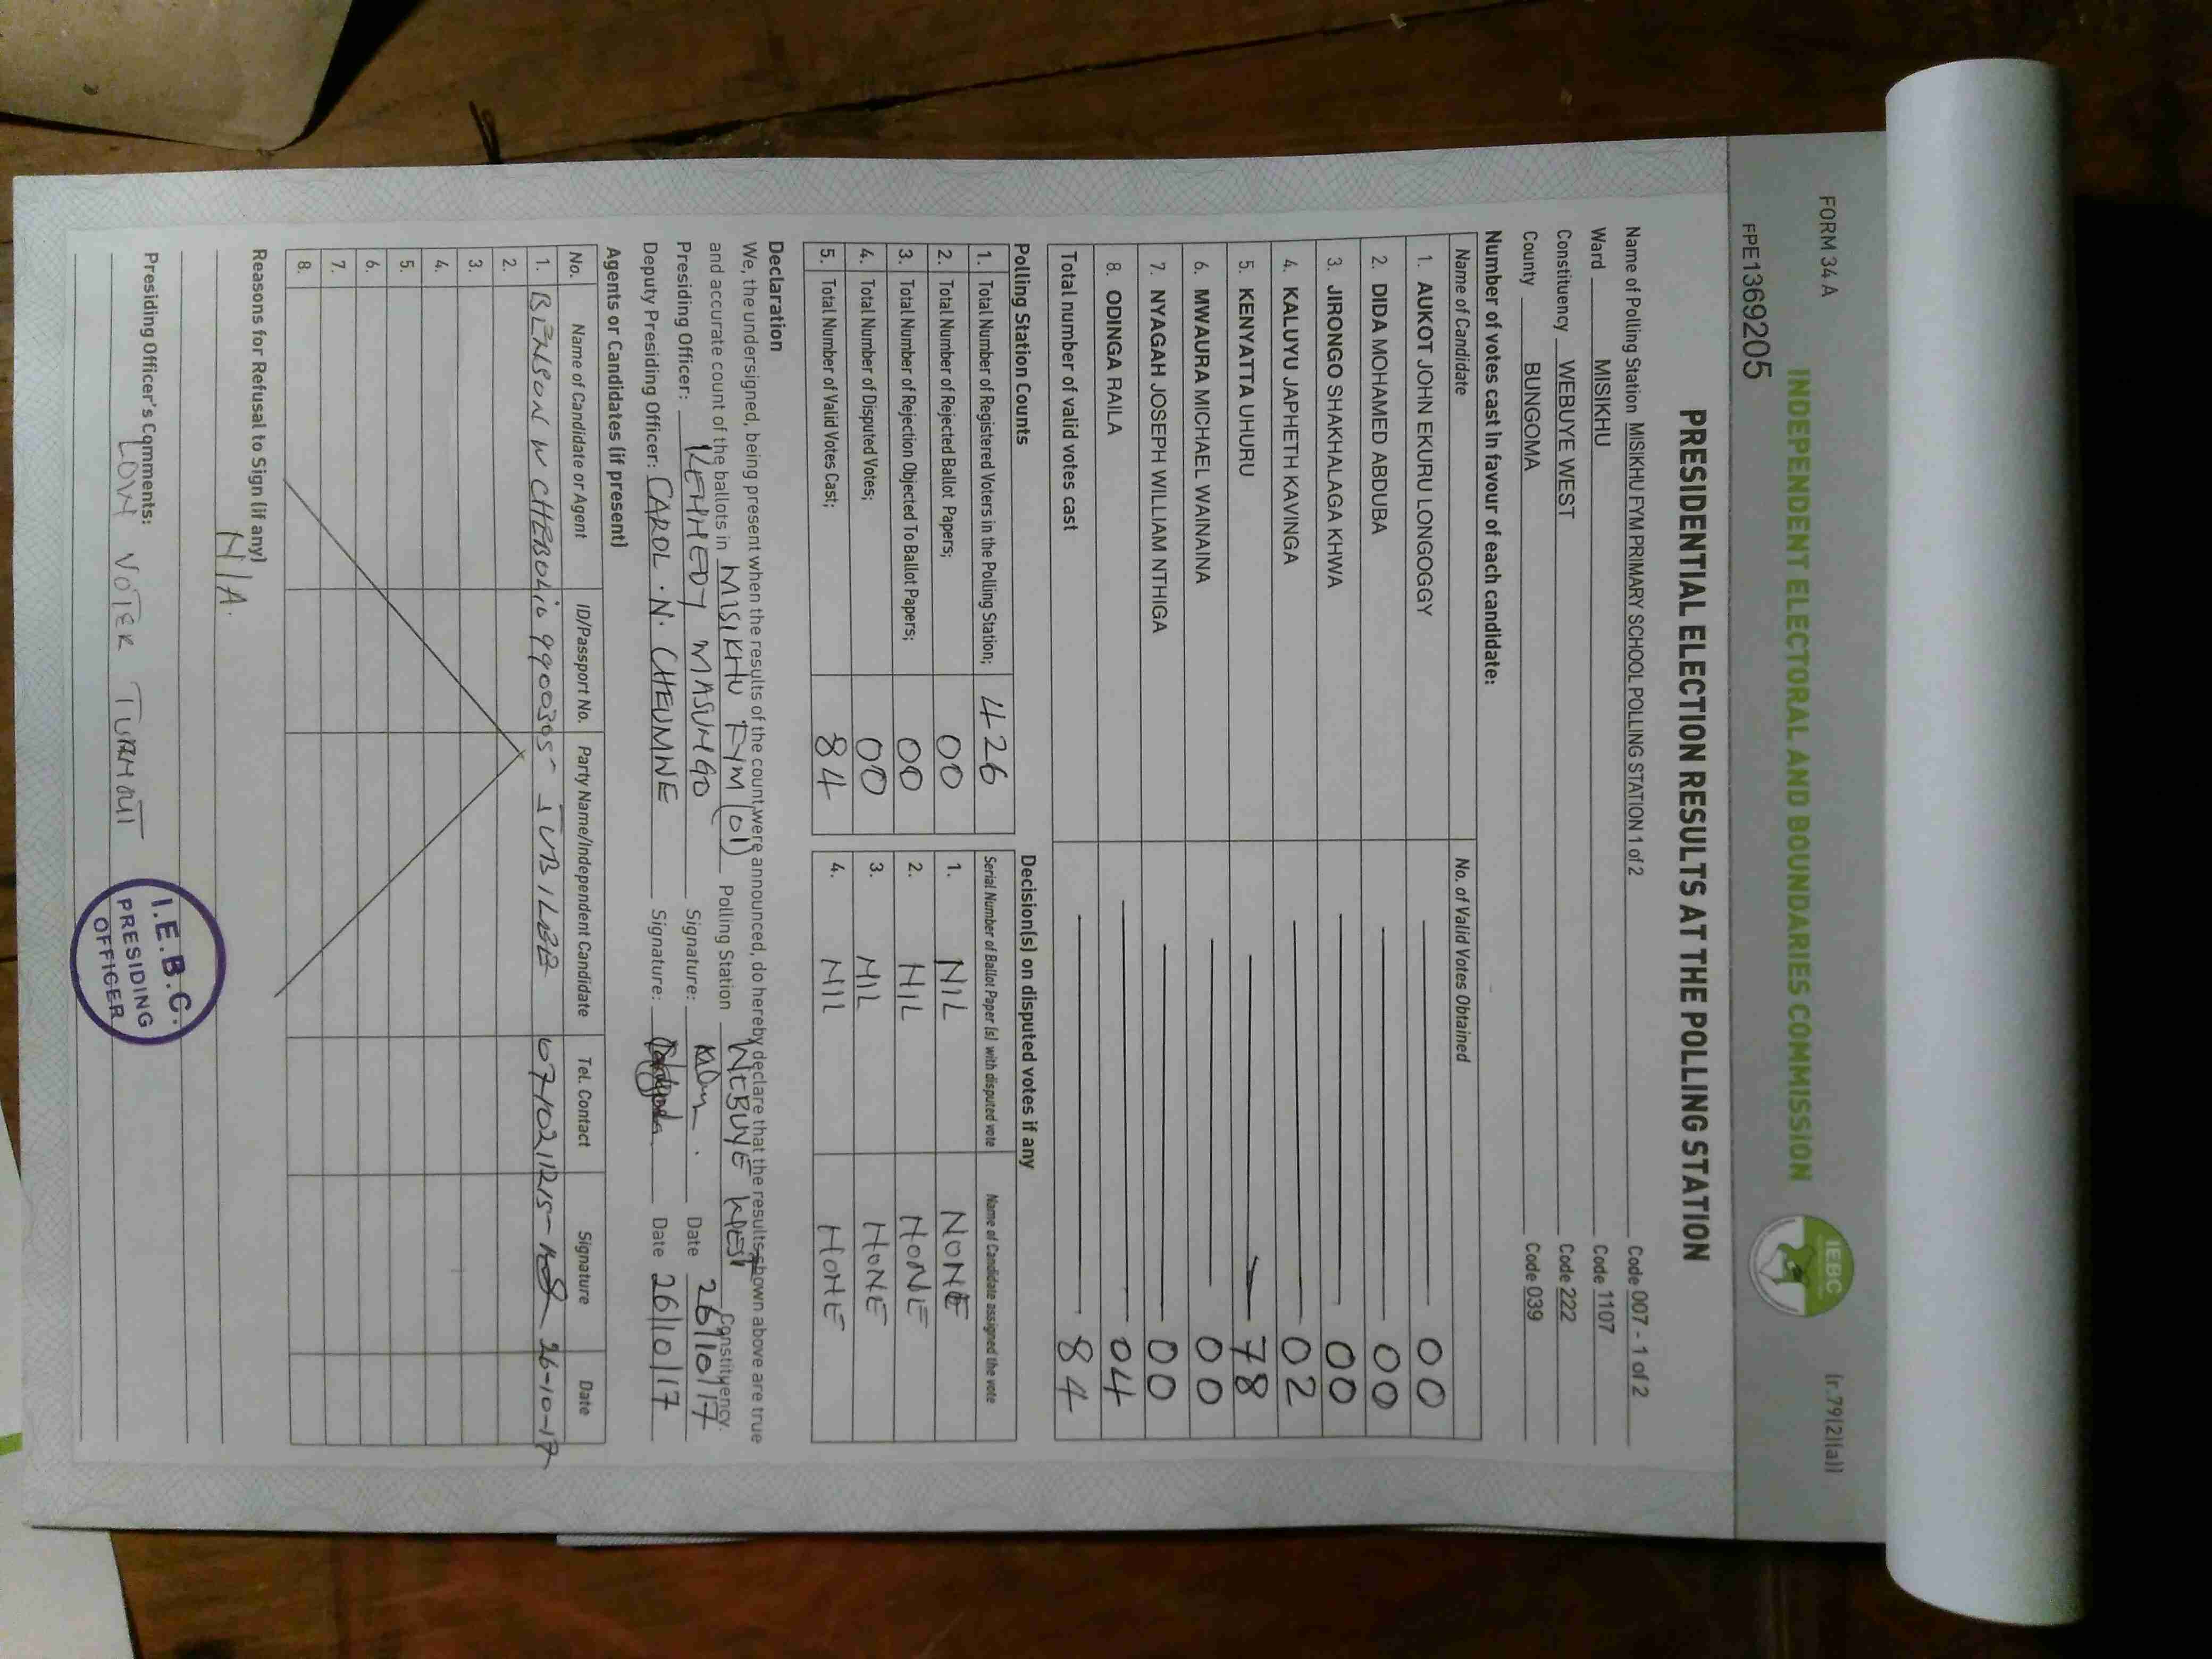 FORM 34 A
(r.79(2)(a))
INDEPENDENT ELECTORAL AND BOUNDARIES COMMISSION
IEBC
FPE1369205
PRESIDENTIAL ELECTION RESULTS AT THE POLLING STATION
Name of Polling Station MISIKHU FYM PRIMARY SCHOOL POLLING STATION 1 of 2 Code 007 - 1 of 2
Ward MISIKHU Code 1107
Constituency WEBUYE WEST Code 222
County BUNGOMA Code 039
Number of votes cast in favour of each candidate:
Name of Candidate No. of Valid Votes Obtained
1. AUKOT JOHN EKURU LONGOGGY 00
2. DIDA MOHAMED ABDUBA 00
3. JIRONGO SHAKHALAGA KHWA 00
4. KALUYU JAPHETH KAVINGA 02
5. KENYATTA UHURU 78
6. MWAURA MICHAEL WAINAINA 00
7. NYAGAH JOSEPH WILLIAM NTHIGA 00
8. ODINGA RAILA 04
Total number of valid votes cast 84
Polling Station Counts
1. Total Number of Registered Voters in the Polling Station; 426
2. Total Number of Rejected Ballot Papers; 00
3. Total Number of Rejection Objected To Ballot Papers; 00
4. Total Number of Disputed Votes; 00
5. Total Number of Valid Votes Cast; 84
Decision(s) on disputed votes if any
Serial Number of Ballot Paper (s) with disputed vote Name of Candidate assigned the vote
1. NIL NONE
2. NIL NONE
3. NIL NONE
4. NIL NONE
Declaration
We, the undersigned, being present when the results of the count were announced, do hereby declare that the results shown above are true
and accurate count of the ballots in MISIKHU FYM (01) Polling Station WEBUYE WEST Constituency.
Presiding Officer: KENNEDY MASUNGO Signature: Date 26/10/17
Deputy Presiding Officer: CAROL . N. CHEUMNE Signature: Date 26/10/17
Agents or Candidates (if present)
No. Name of Candidate or Agent ID/Passport No. Party Name/Independent Candidate Tel. Contact Signature Date
1. BENSON W 9900305 JUBILEE 0710211215 26-10-17
2.
3.
4.
5.
6.
7.
8.
Reasons for Refusal to Sign (if any)
N/A.
Presiding Officer's Comments:
LOW VOTER TURNOUT
I.E.B.C.
PRESIDING
OFFICER